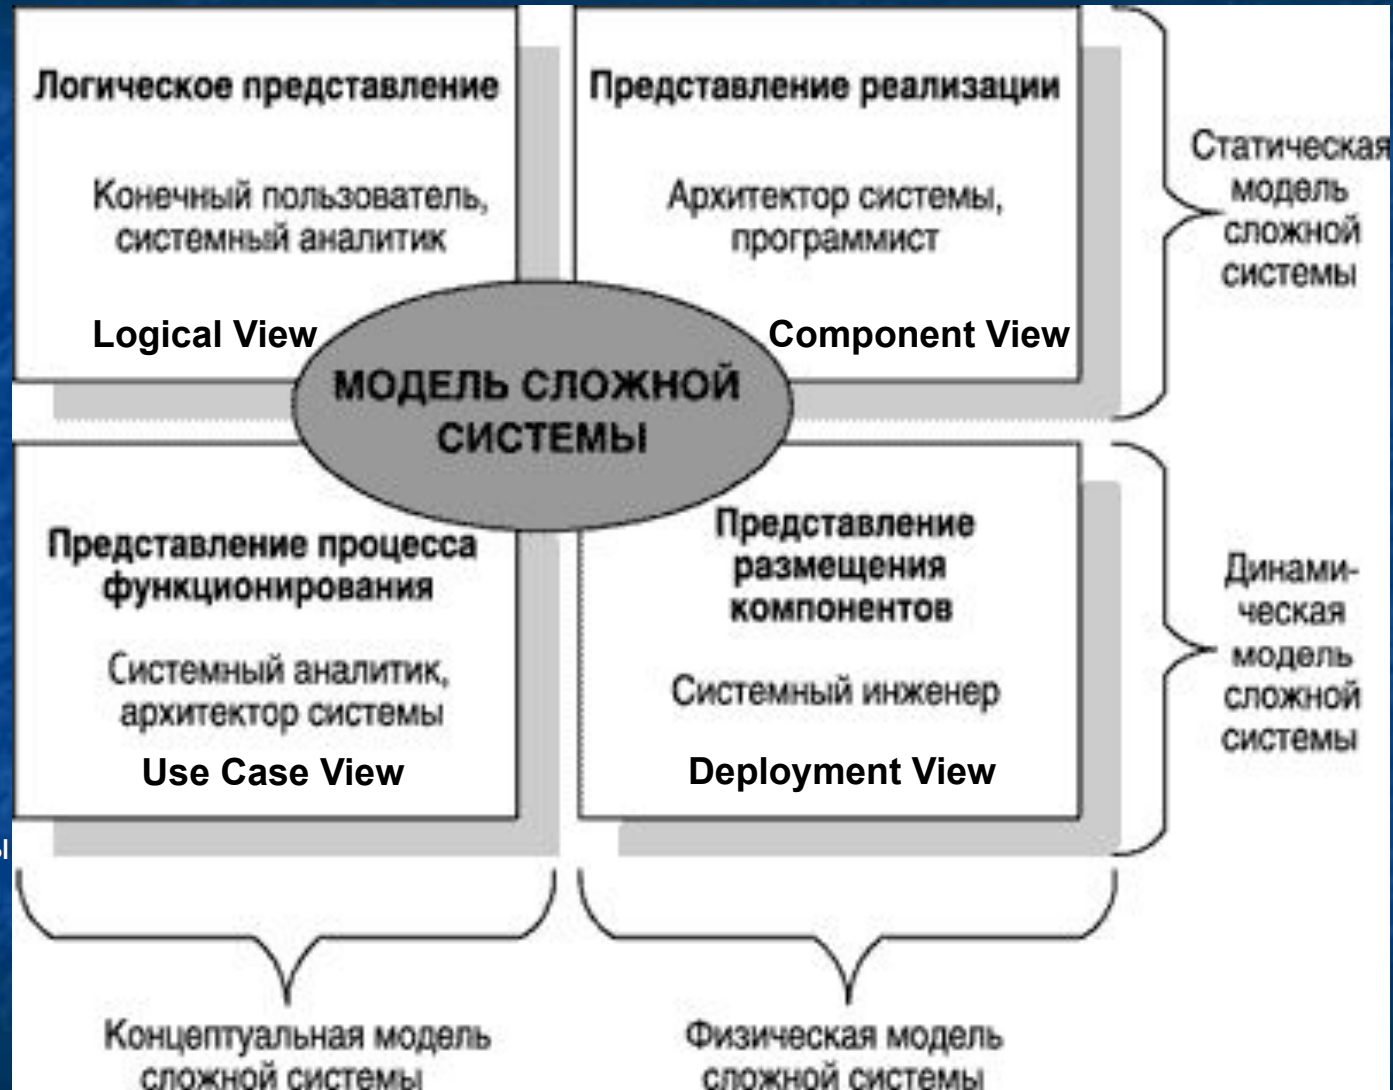 Логическое представление
Конечный пользователь,
системный аналитик
Logical View
Представление реализации
Архитектор системы,
программист
Component View
Статическая
модель
сложной
системы
МОДЕЛЬ СЛОЖНОЙ
СИСТЕМЫ
Представление процесса
функционирования
Системный аналитик,
архитектор системы
Use Case View
Представление
размещения
компонентов
Системный инженер
Deployment View
Динами-
ческая
модель
сложной
системы
ы
Концептуальная модель
сложной системы
Физическая модель
сложной системы